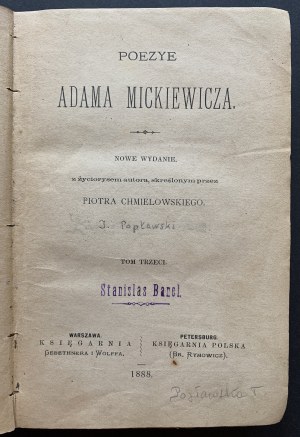 POEZYE
ADAMA MICKIEWICZA.
NOWE WYDANIE.
z życiorysem autora, skreślonym przez
PIOTRA CHMIELOWSKIEGO.
J. Popławski
TOM TRZECI.
Stanislas Bacel.
WARSZAWA.
KSIĘGARNIA
GEBETHNERA I WOLFFA.
PETERSBURG.
KSIĘGARNIA POLSKA
(BR. RYMOWICZ).
1888.